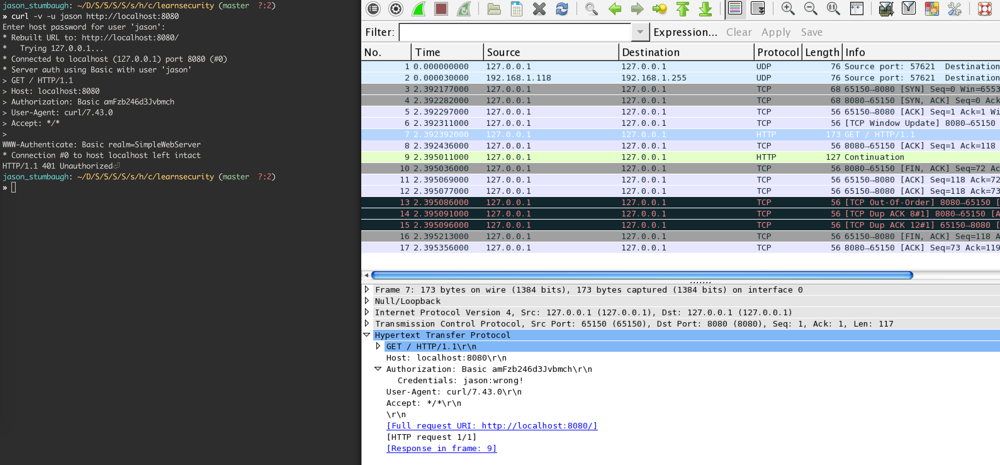 jason_stumbaugh: ~/D/S/5/S/S/s/h/c/learnsecurity (master ?:2)
» curl -v -u jason http://localhost:8080
Enter host password for user 'jason':
* Rebuilt URL to: http://localhost:8080/
*   Trying 127.0.0.1...
* Connected to localhost (127.0.0.1) port 8080 (#0)
* Server auth using Basic with user 'jason'
> GET / HTTP/1.1
> Host: localhost:8080
> Authorization: Basic amFzb246d3Jvbmch
> User-Agent: curl/7.43.0
> Accept: */*
>
WWW-Authenticate: Basic realm=SimpleWebServer
* Connection #0 to host localhost left intact
HTTP/1.1 401 Unauthorized⏎
jason_stumbaugh: ~/D/S/5/S/S/s/h/c/learnsecurity (master ?:2)
»
Filter: Expression... Clear Apply Save
No. Time Source Destination Protocol Length Info
1 0.000000000 127.0.0.1 127.0.0.1 UDP 76 Source port: 57621 Destination
2 0.000030000 192.168.1.118 192.168.1.255 UDP 76 Source port: 57621 Destination
3 2.392177000 127.0.0.1 127.0.0.1 TCP 68 65150→8080 [SYN] Seq=0 Win=6553
4 2.392282000 127.0.0.1 127.0.0.1 TCP 68 8080→65150 [SYN, ACK] Seq=0 Ack
5 2.392297000 127.0.0.1 127.0.0.1 TCP 56 65150→8080 [ACK] Seq=1 Ack=1 Wi
6 2.392311000 127.0.0.1 127.0.0.1 TCP 56 [TCP Window Update] 8080→65150
7 2.392392000 127.0.0.1 127.0.0.1 HTTP 173 GET / HTTP/1.1
8 2.392436000 127.0.0.1 127.0.0.1 TCP 56 8080→65150 [ACK] Seq=1 Ack=118
9 2.395011000 127.0.0.1 127.0.0.1 HTTP 127 Continuation
10 2.395036000 127.0.0.1 127.0.0.1 TCP 56 8080→65150 [FIN, ACK] Seq=72 Ac
11 2.395069000 127.0.0.1 127.0.0.1 TCP 56 65150→8080 [ACK] Seq=118 Ack=72
12 2.395077000 127.0.0.1 127.0.0.1 TCP 56 65150→8080 [ACK] Seq=118 Ack=73
13 2.395086000 127.0.0.1 127.0.0.1 TCP 56 [TCP Out-Of-Order] 8080→65150 [
14 2.395091000 127.0.0.1 127.0.0.1 TCP 56 [TCP Dup ACK 8#1] 8080→65150 [A
15 2.395096000 127.0.0.1 127.0.0.1 TCP 56 [TCP Dup ACK 12#1] 65150→8080 [
16 2.395213000 127.0.0.1 127.0.0.1 TCP 56 65150→8080 [FIN, ACK] Seq=118 A
17 2.395356000 127.0.0.1 127.0.0.1 TCP 56 8080→65150 [ACK] Seq=73 Ack=119
Frame 7: 173 bytes on wire (1384 bits), 173 bytes captured (1384 bits) on interface 0
Null/Loopback
Internet Protocol Version 4, Src: 127.0.0.1 (127.0.0.1), Dst: 127.0.0.1 (127.0.0.1)
Transmission Control Protocol, Src Port: 65150 (65150), Dst Port: 8080 (8080), Seq: 1, Ack: 1, Len: 117
Hypertext Transfer Protocol
GET / HTTP/1.1\r\n
Host: localhost:8080\r\n
Authorization: Basic amFzb246d3Jvbmch\r\n
Credentials: jason:wrong!
User-Agent: curl/7.43.0\r\n
Accept: */*\r\n
\r\n
[Full request URI: http://localhost:8080/]
[HTTP request 1/1]
[Response in frame: 9]